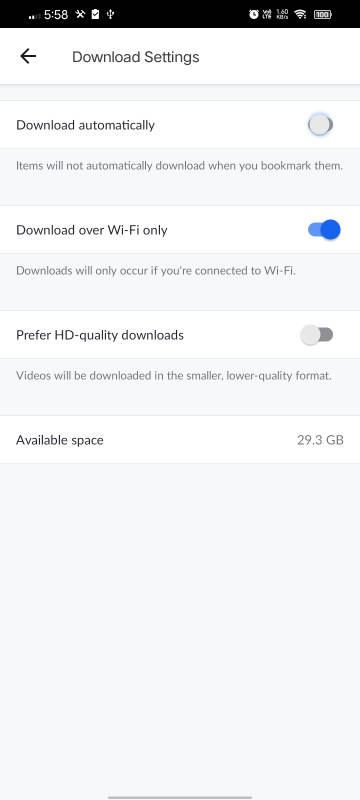 5:58
1.60
KB/s
100
Download Settings
Download automatically
Items will not automatically download when you bookmark them.
Download over Wi-Fi only
Downloads will only occur if you're connected to Wi-Fi.
Prefer HD-quality downloads
Videos will be downloaded in the smaller, lower-quality format.
Available space 29.3 GB